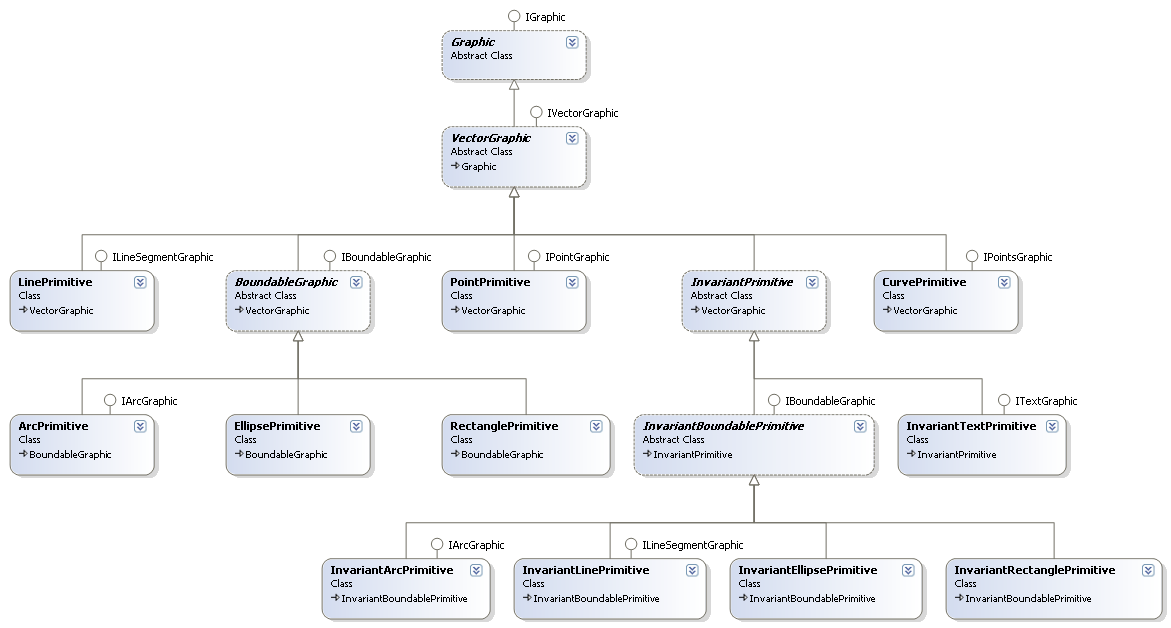 IGraphic
Graphic
Abstract Class
IVectorGraphic
VectorGraphic
Abstract Class
Graphic
ILineSegmentGraphic
LinePrimitive
Class
VectorGraphic
IBoundableGraphic
BoundableGraphic
Abstract Class
VectorGraphic
IPointGraphic
PointPrimitive
Class
VectorGraphic
InvariantPrimitive
Abstract Class
VectorGraphic
IPointsGraphic
CurvePrimitive
Class
VectorGraphic
IArcGraphic
ArcPrimitive
Class
BoundableGraphic
EllipsePrimitive
Class
BoundableGraphic
RectanglePrimitive
Class
BoundableGraphic
IBoundableGraphic
InvariantBoundablePrimitive
Abstract Class
InvariantPrimitive
ITextGraphic
InvariantTextPrimitive
Class
InvariantPrimitive
IArcGraphic
InvariantArcPrimitive
Class
InvariantBoundablePrimitive
ILineSegmentGraphic
InvariantLinePrimitive
Class
InvariantBoundablePrimitive
InvariantEllipsePrimitive
Class
InvariantBoundablePrimitive
InvariantRectanglePrimitive
Class
InvariantBoundablePrimitive